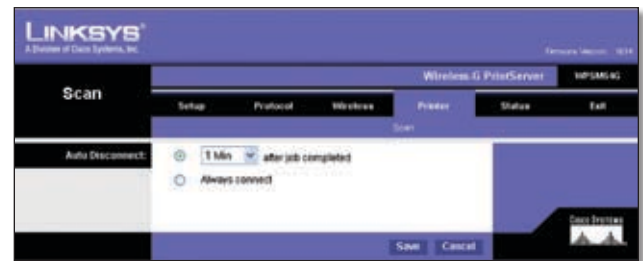 LINKSYS®
A Division of Cisco Systems, Inc.
Wireless-G PrintServer
Scan
Setup Protocol Wireless Printer Status Exit
Scan
Auto Disconnect:
1 Min after job completed
Always connect
Save Cancel
CISCO SYSTEMS